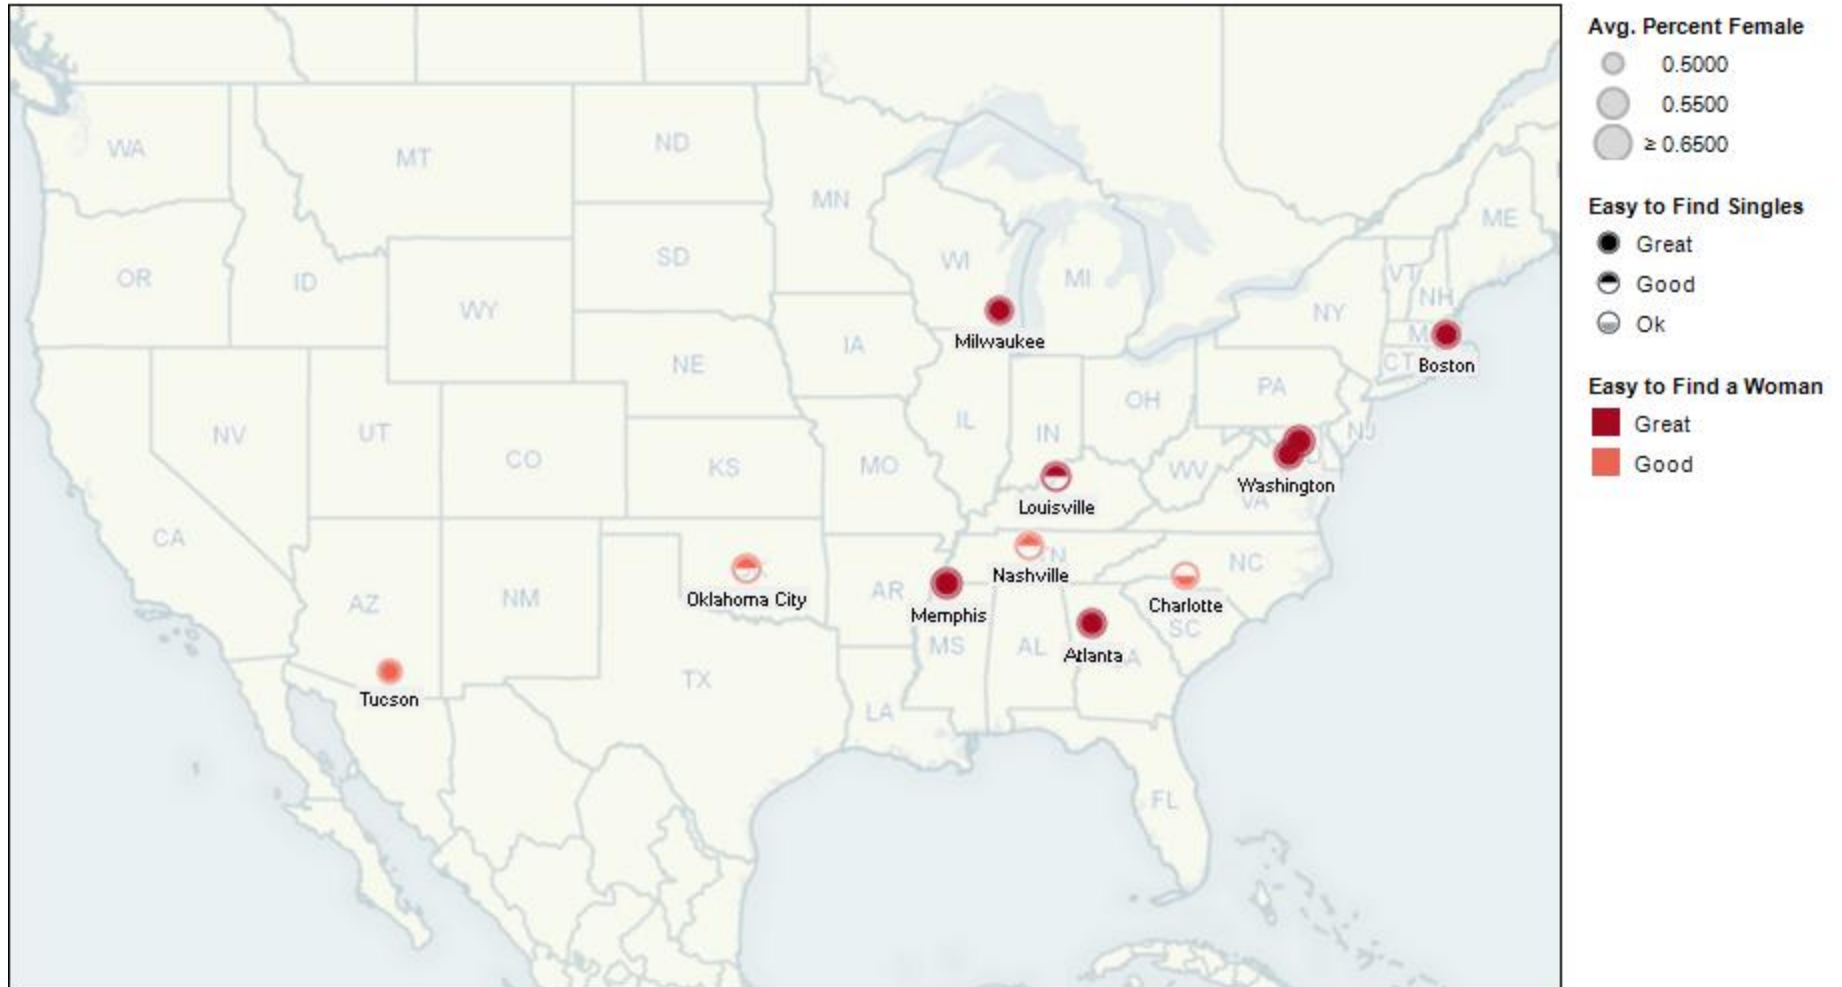 WA
MT
ND
MN
ME
OR
ID
SD
WI
MI
VT
NH
WY
NY
Milwaukee
IA
M
Boston
NE
CT
PA
OH
NV
UT
IL
IN
NJ
CO
KS
MO
WV
Washington
VA
Louisville
CA
NC
Nashville
AZ
NM
Oklahoma City
AR
Memphis
Charlotte
MS
AL
Atlanta
SC
Tucson
TX
LA
FL
Avg. Percent Female
0.5000
0.5500
≥ 0.6500
Easy to Find Singles
Great
Good
Ok
Easy to Find a Woman
Great
Good